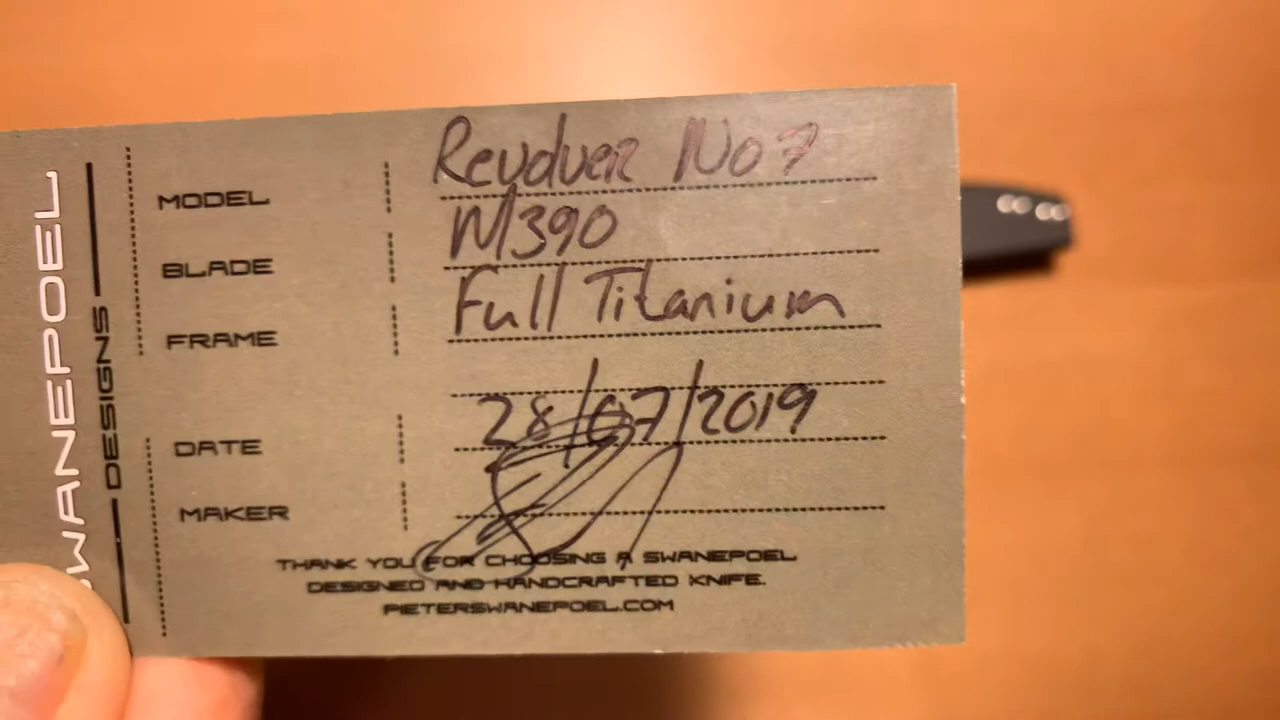 SWANEPOEL
DESIGNS
MODEL Revolver No 7
BLADE M390
FRAME Full Titanium
DATE 28/07/2019
MAKER
THANK YOU FOR CHOOSING A SWANEPOEL
DESIGNED AND HANDCRAFTED KNIFE.
PIETERSWANEPOEL.COM